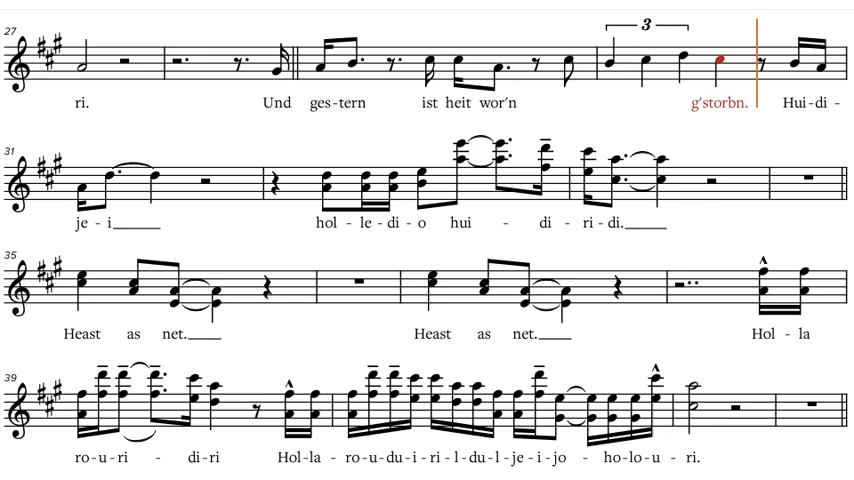 27
3
ri. Und ges-tern ist heit wor'n g'storbn. Hui-di-
31
je-i hol-le-di-o hui-di-ri-di.
35
Heast as net. Heast as net. Hol-la
39
ro-u-ri-di-ri Hol-la-ro-u-du-i-ri-l-du-l-je-i-jo-ho-lo-u-ri.